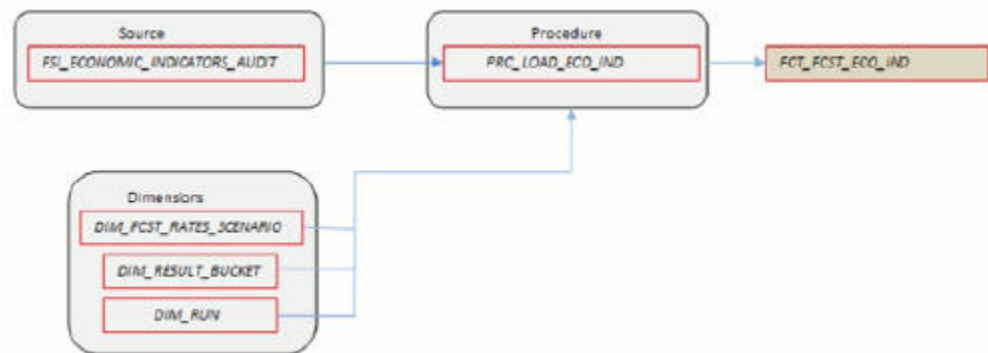 Source
FSI_ECONOMIC_INDICATORS_AUDIT
Procedure
PRC_LOAD_ECO_IND
FCT_FCST_ECO_IND
Dimensions
DIM_FCST_RATES_SCENARIO
DIM_RESULT_BUCKET
DIM_RUN